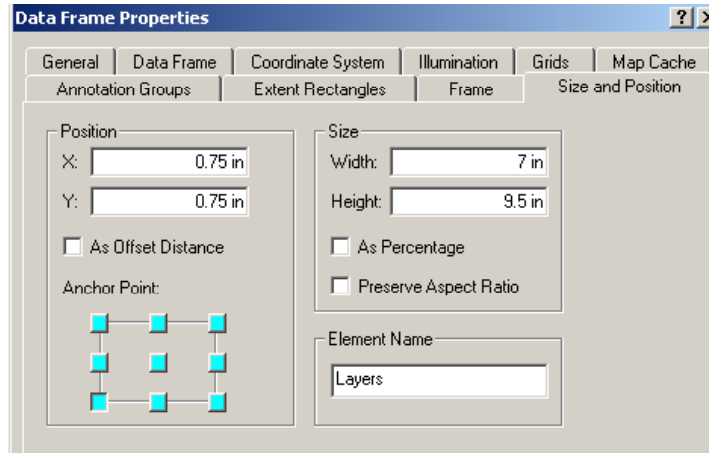 Data Frame Properties ?
General Data Frame Coordinate System Illumination Grids Map Cache
Annotation Groups Extent Rectangles Frame Size and Position
Position
X: 0.75 in
Y: 0.75 in
As Offset Distance
Anchor Point:
Size
Width: 7 in
Height: 9.5 in
As Percentage
Preserve Aspect Ratio
Element Name
Layers